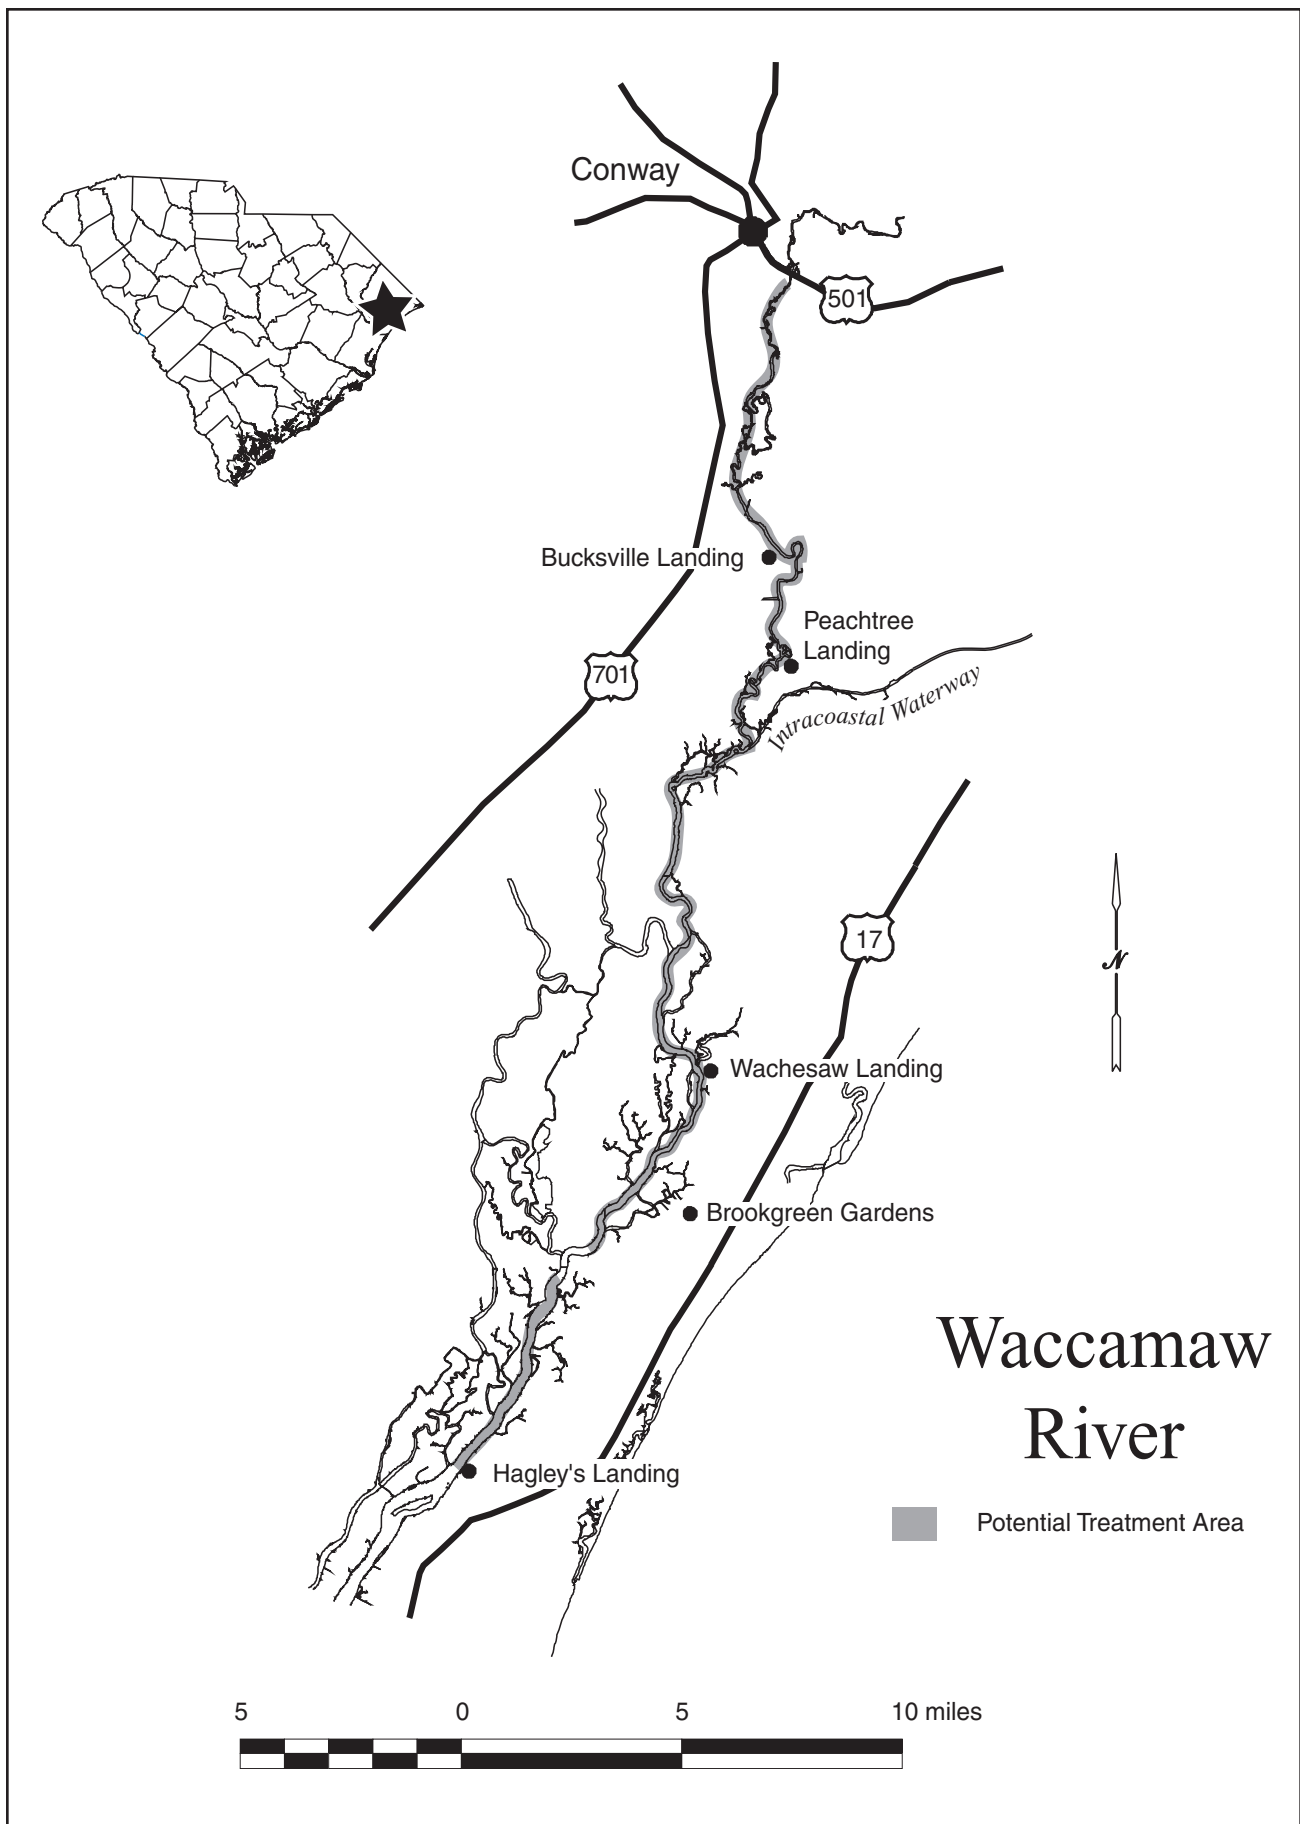 Conway
501
Bucksville Landing
Peachtree
Landing
701
Intracoastal Waterway
17
N
Wachesaw Landing
Brookgreen Gardens
Waccamaw
River
Hagley's Landing
Potential Treatment Area
5 0 5 10 miles